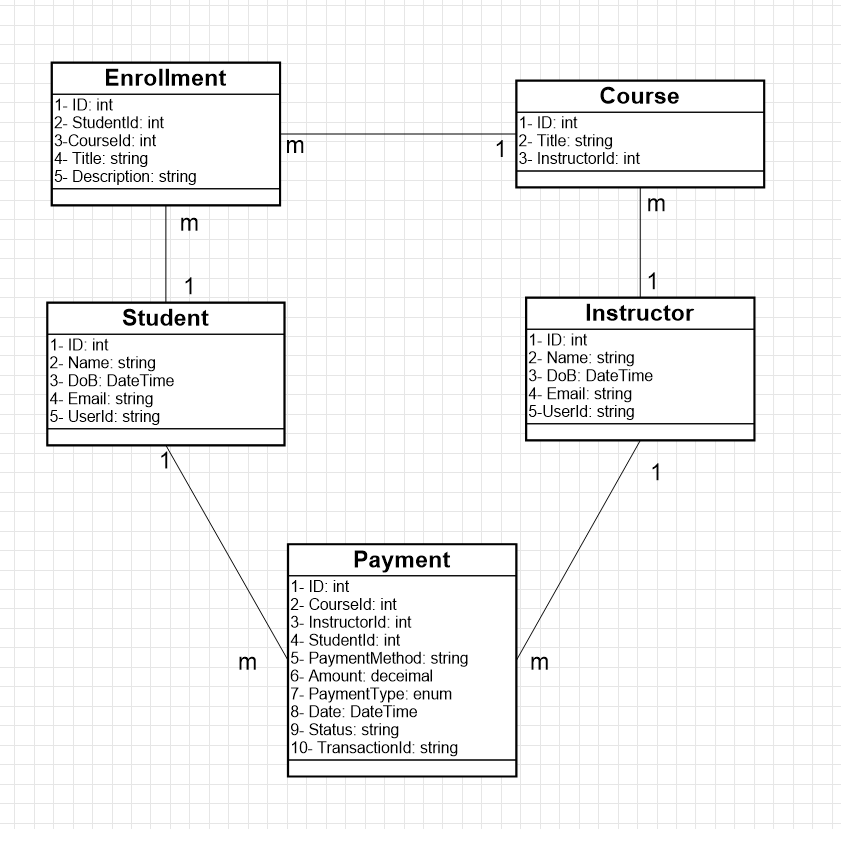 Enrollment
1- ID: int
2- StudentId: int
3-CourseId: int
4- Title: string
5- Description: string
Course
1- ID: int
2- Title: string
3- InstructorId: int
m
1
m
1
m
1
Student
1- ID: int
2- Name: string
3- DoB: DateTime
4- Email: string
5- UserId: string
Instructor
1- ID: int
2- Name: string
3- DoB: DateTime
4- Email: string
5-UserId: string
1
1
Payment
1- ID: int
2- CourseId: int
3- InstructorId: int
4- StudentId: int
5- PaymentMethod: string
6- Amount: deceimal
7- PaymentType: enum
8- Date: DateTime
9- Status: string
10- TransactionId: string
m
m